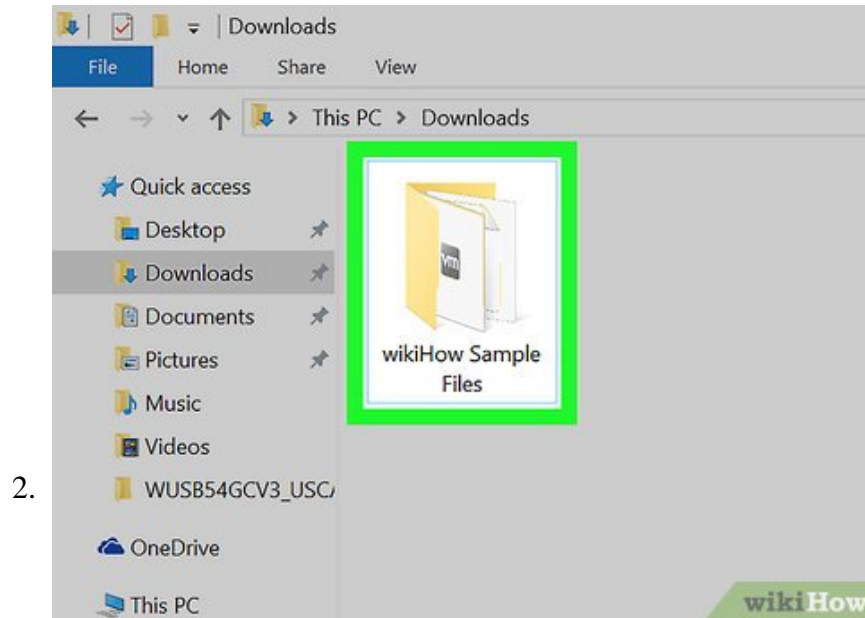 Downloads
File Home Share View
This PC > Downloads
Quick access
Desktop
Downloads
Documents
Pictures
Music
Videos
WUSB54GCV3_USC
OneDrive
This PC
vm
wikiHow Sample
Files
2.
wikiHow